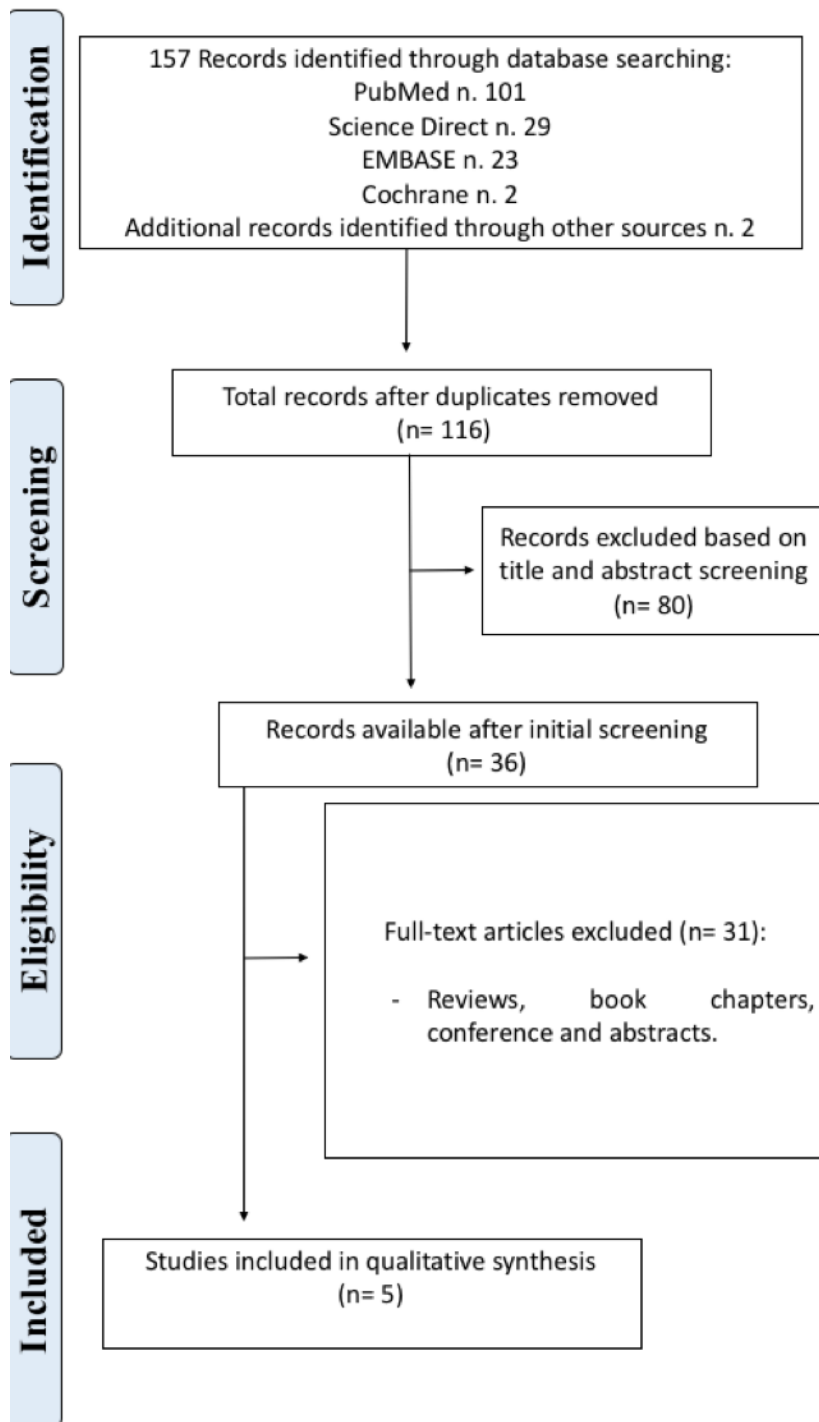 Identification
157 Records identified through database searching:
PubMed n. 101
Science Direct n. 29
EMBASE n. 23
Cochrane n. 2
Additional records identified through other sources n. 2
Screening
Total records after duplicates removed
(n= 116)
Records excluded based on
title and abstract screening
(n= 80)
Records available after initial screening
(n= 36)
Eligibility
Full-text articles excluded (n= 31):
- Reviews, book chapters,
conference and abstracts.
Included
Studies included in qualitative synthesis
(n= 5)